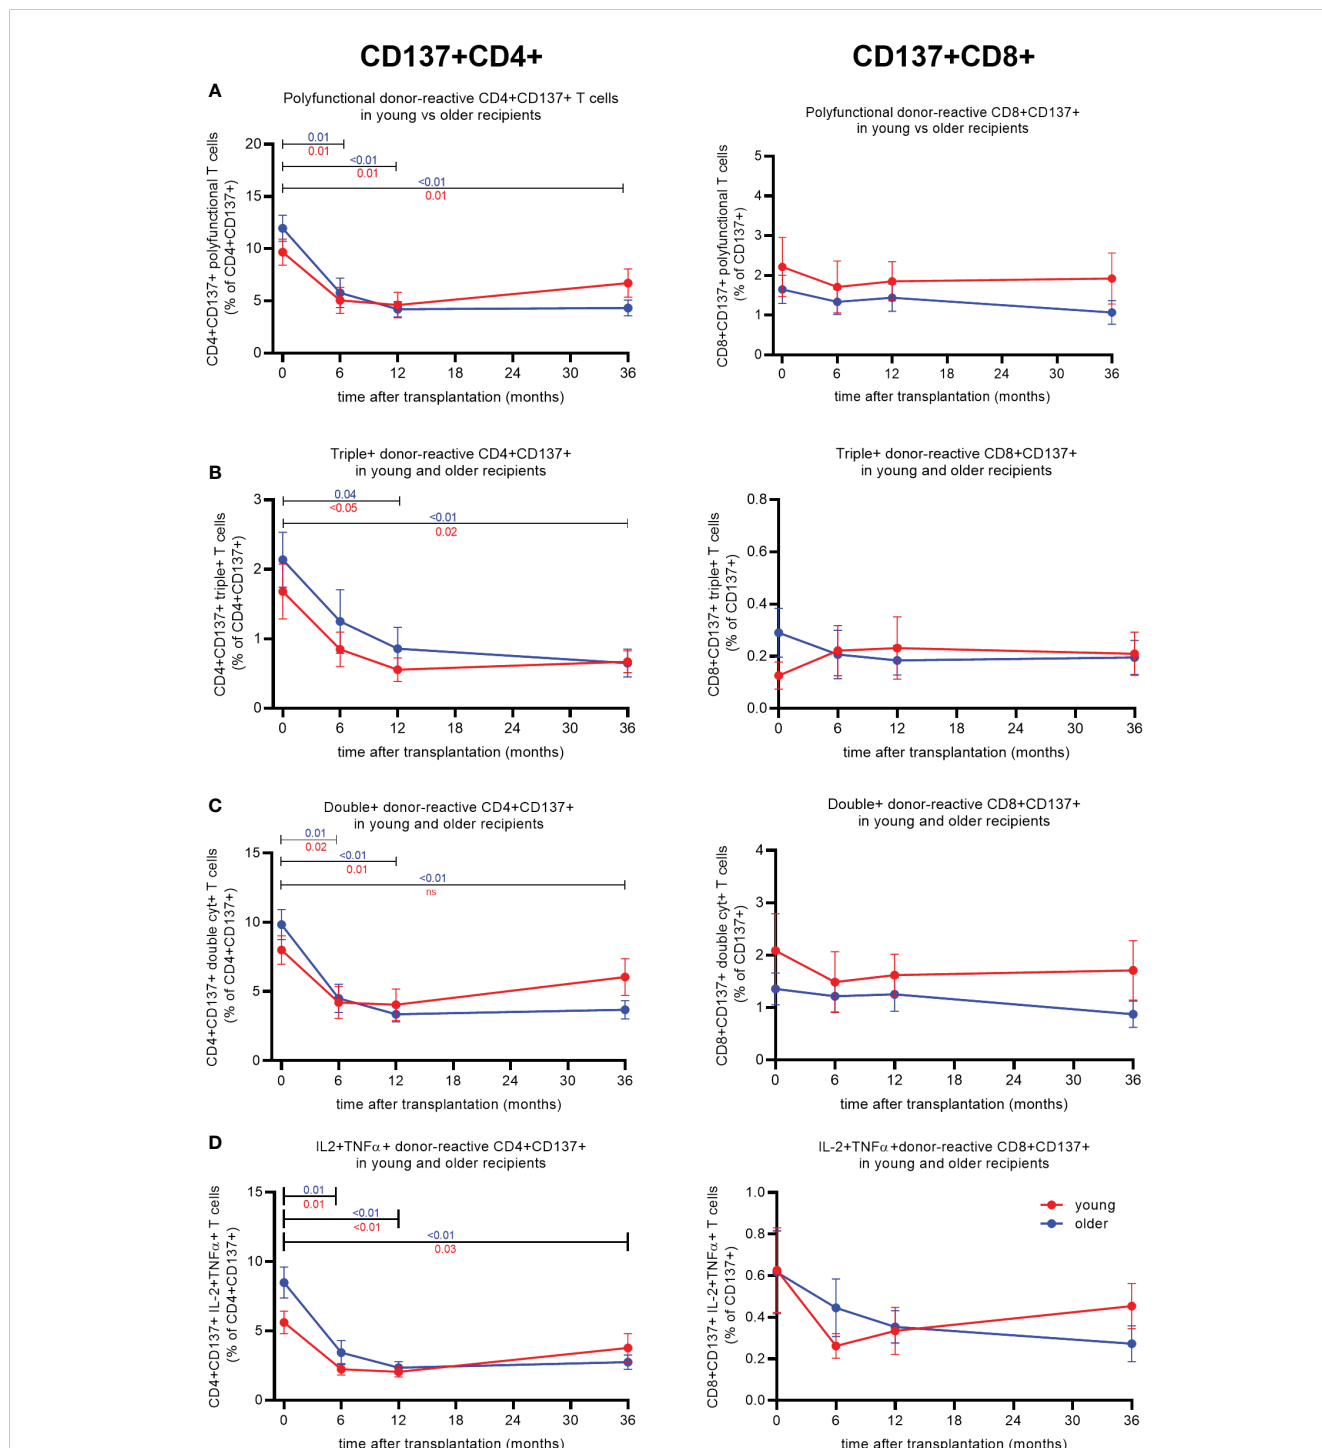 CD137+CD4+
CD137+CD8+
A
Polyfunctional donor-reactive CD4+CD137+ T cells
in young vs older recipients
CD4+CD137+ polyfunctional T cells
(% of CD4+CD137+)
20
15
10
5
0
0.01
0.01
<0.01
0.01
<0.01
0.01
0 6 12 18 24 30 36
time after transplantation (months)
Polyfunctional donor-reactive CD8+CD137+
in young vs older recipients
CD8+CD137+ polyfunctional T cells
(% of CD137+)
5
4
3
2
1
0
0 6 12 18 24 30 36
time after transplantation (months)
B
Triple+ donor-reactive CD4+CD137+
in young and older recipients
CD4+CD137+ triple+ T cells
(% of CD4+CD137+)
3
2
1
0
0.04
<0.05
<0.01
0.02
0 6 12 18 24 30 36
time after transplantation (months)
Triple+ donor-reactive CD8+CD137+
in young and older recipients
CD8+CD137+ triple+ T cells
(% of CD137+)
0.8
0.6
0.4
0.2
0.0
0 6 12 18 24 30 36
time after transplantation (months)
C
Double+ donor-reactive CD4+CD137+
in young and older recipients
CD4+CD137+ double cyt+ T cells
(% of CD4+CD137+)
15
10
5
0
0.01
0.02
<0.01
0.01
<0.01
ns
0 6 12 18 24 30 36
time after transplantation (months)
Double+ donor-reactive CD8+CD137+
in young and older recipients
CD8+CD137+ double cyt+ T cells
(% of CD137+)
4
3
2
1
0
0 6 12 18 24 30 36
time after transplantation (months)
D
IL2+TNFα+ donor-reactive CD4+CD137+
in young and older recipients
CD4+CD137+ IL-2+TNFα+ T cells
(% of CD4+CD137+)
15
10
5
0
0.01
0.01
<0.01
<0.01
<0.01
0.03
0 6 12 18 24 30 36
time after transplantation (months)
IL-2+TNFα+donor-reactive CD8+CD137+
in young and older recipients
CD8+CD137+ IL-2+TNFα+ T cells
(% of CD137+)
1.0
0.8
0.6
0.4
0.2
0.0
young
older
0 6 12 18 24 30 36
time after transplantation (months)